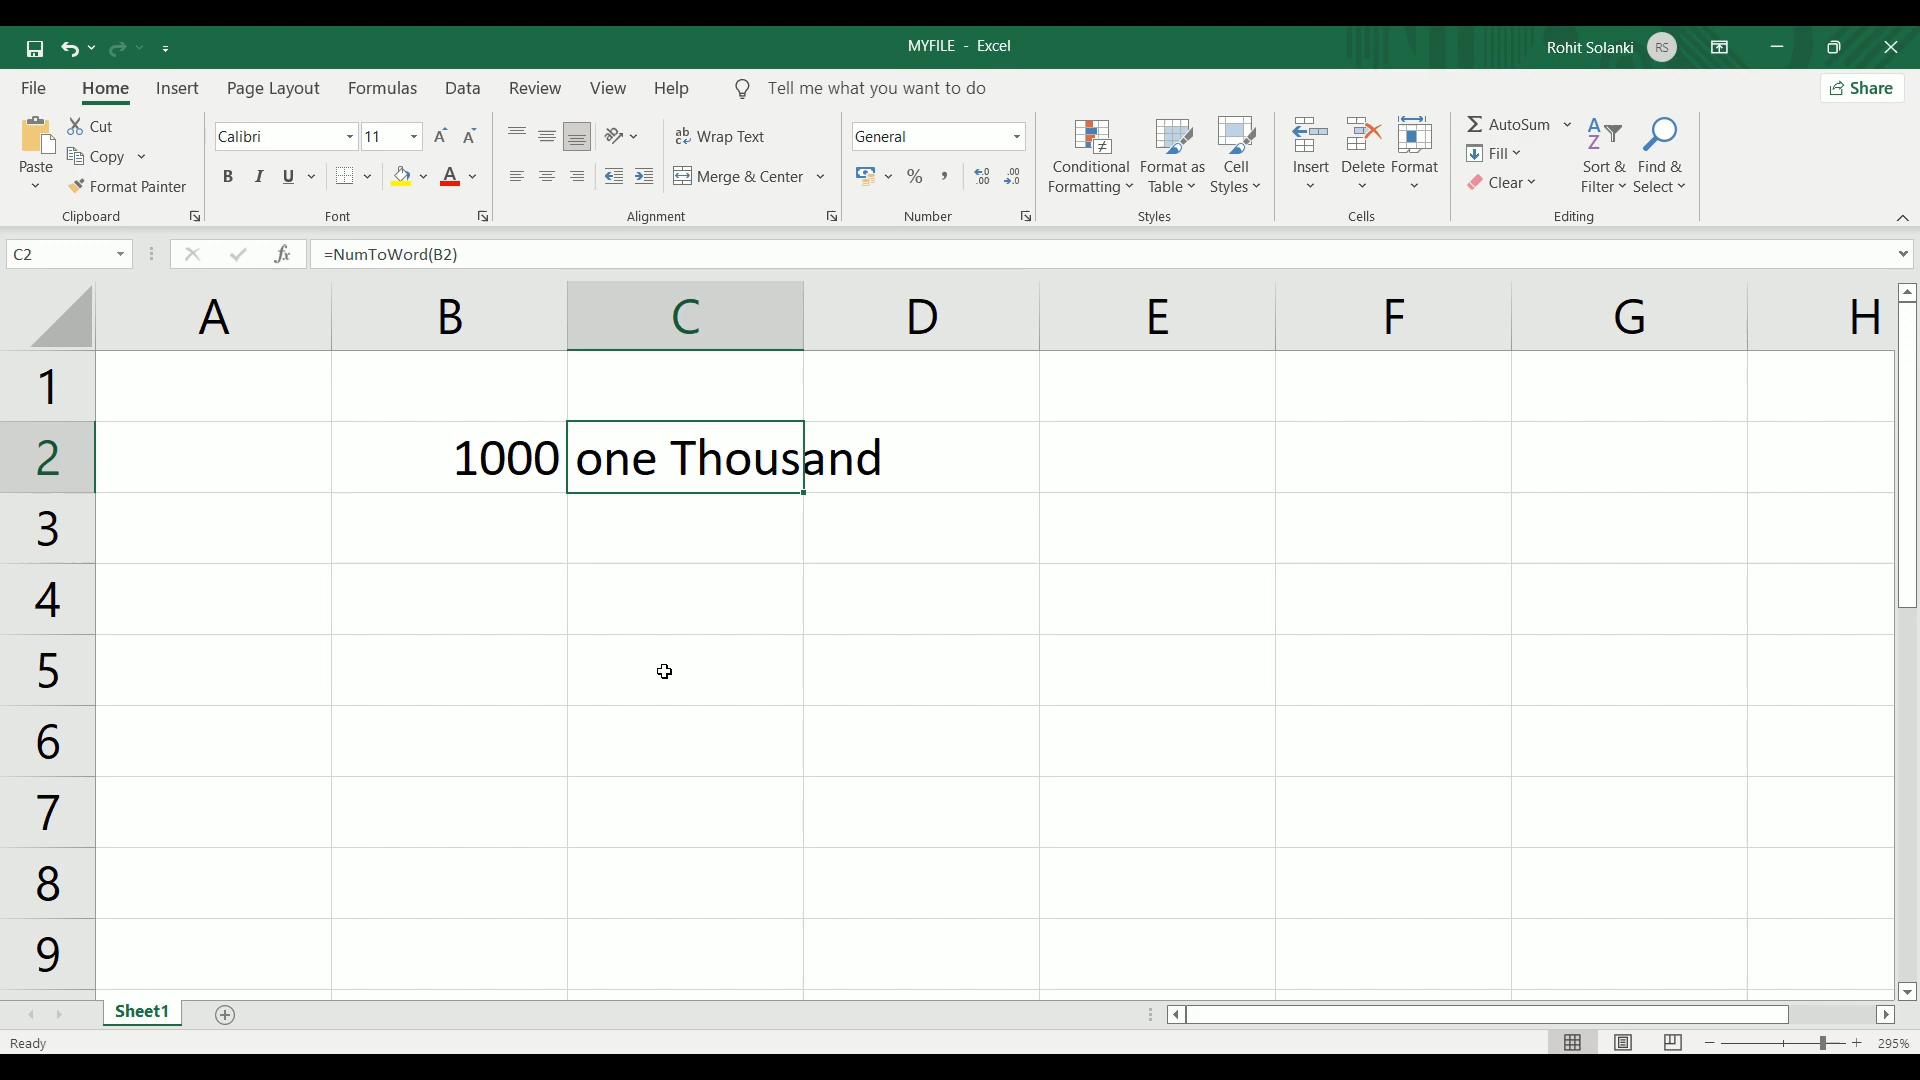 MYFILE - Excel
Rohit Solanki RS
File Home Insert Page Layout Formulas Data Review View Help Tell me what you want to do Share
Paste Cut Copy Format Painter Clipboard
Calibri 11 B I U A Font
ab Wrap Text Merge & Center Alignment
General % , Number
Conditional Formatting Format as Table Cell Styles Styles
Insert Delete Format Cells
AutoSum Fill Clear Sort & Filter Find & Select Editing
C2 fx =NumToWord(B2)
A B C D E F G H
1
2 1000 one Thousand
3
4
5
6
7
8
9
Sheet1
Ready 295%